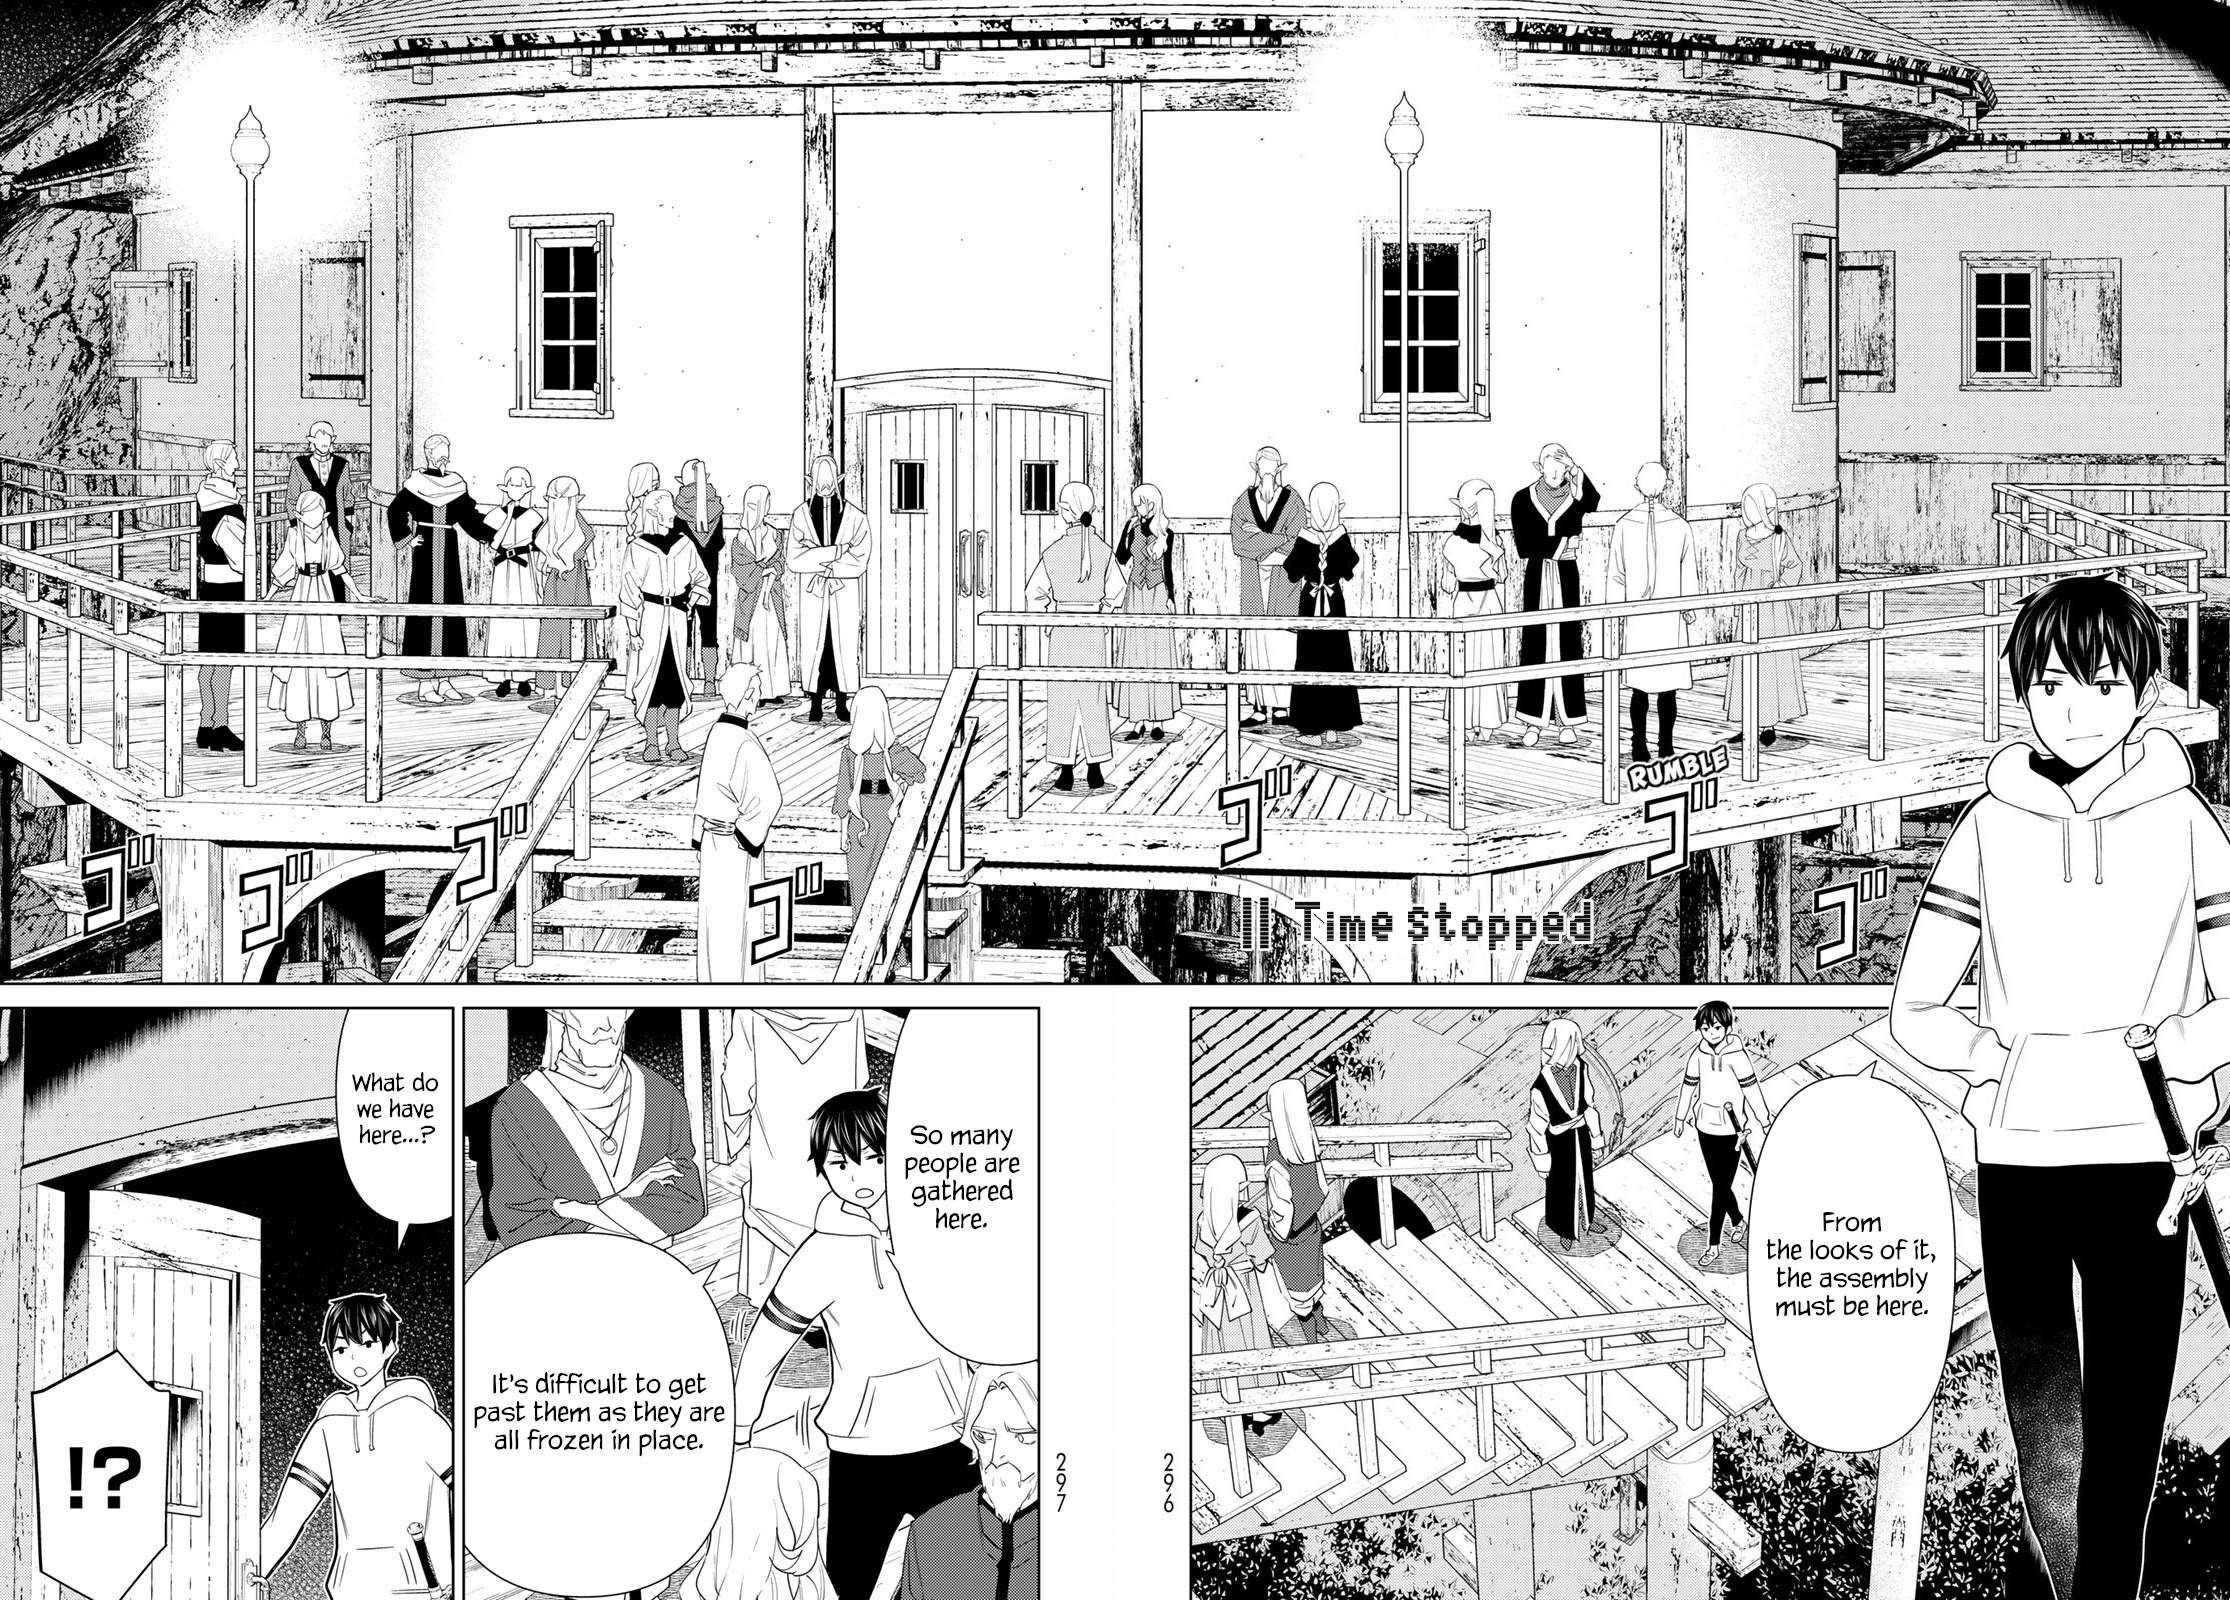 RUMBLE
ゴ゛
ゴ゛
ゴ゛
ゴ゛
ゴ゛
ゴ゛
ゴ゛
|| Time Stopped
From
the looks of it,
the assembly
must be here.
296
So many
people are
gathered
here.
It's difficult to get
past them as they are
all frozen in place.
What do
we have
here...?
!?
297